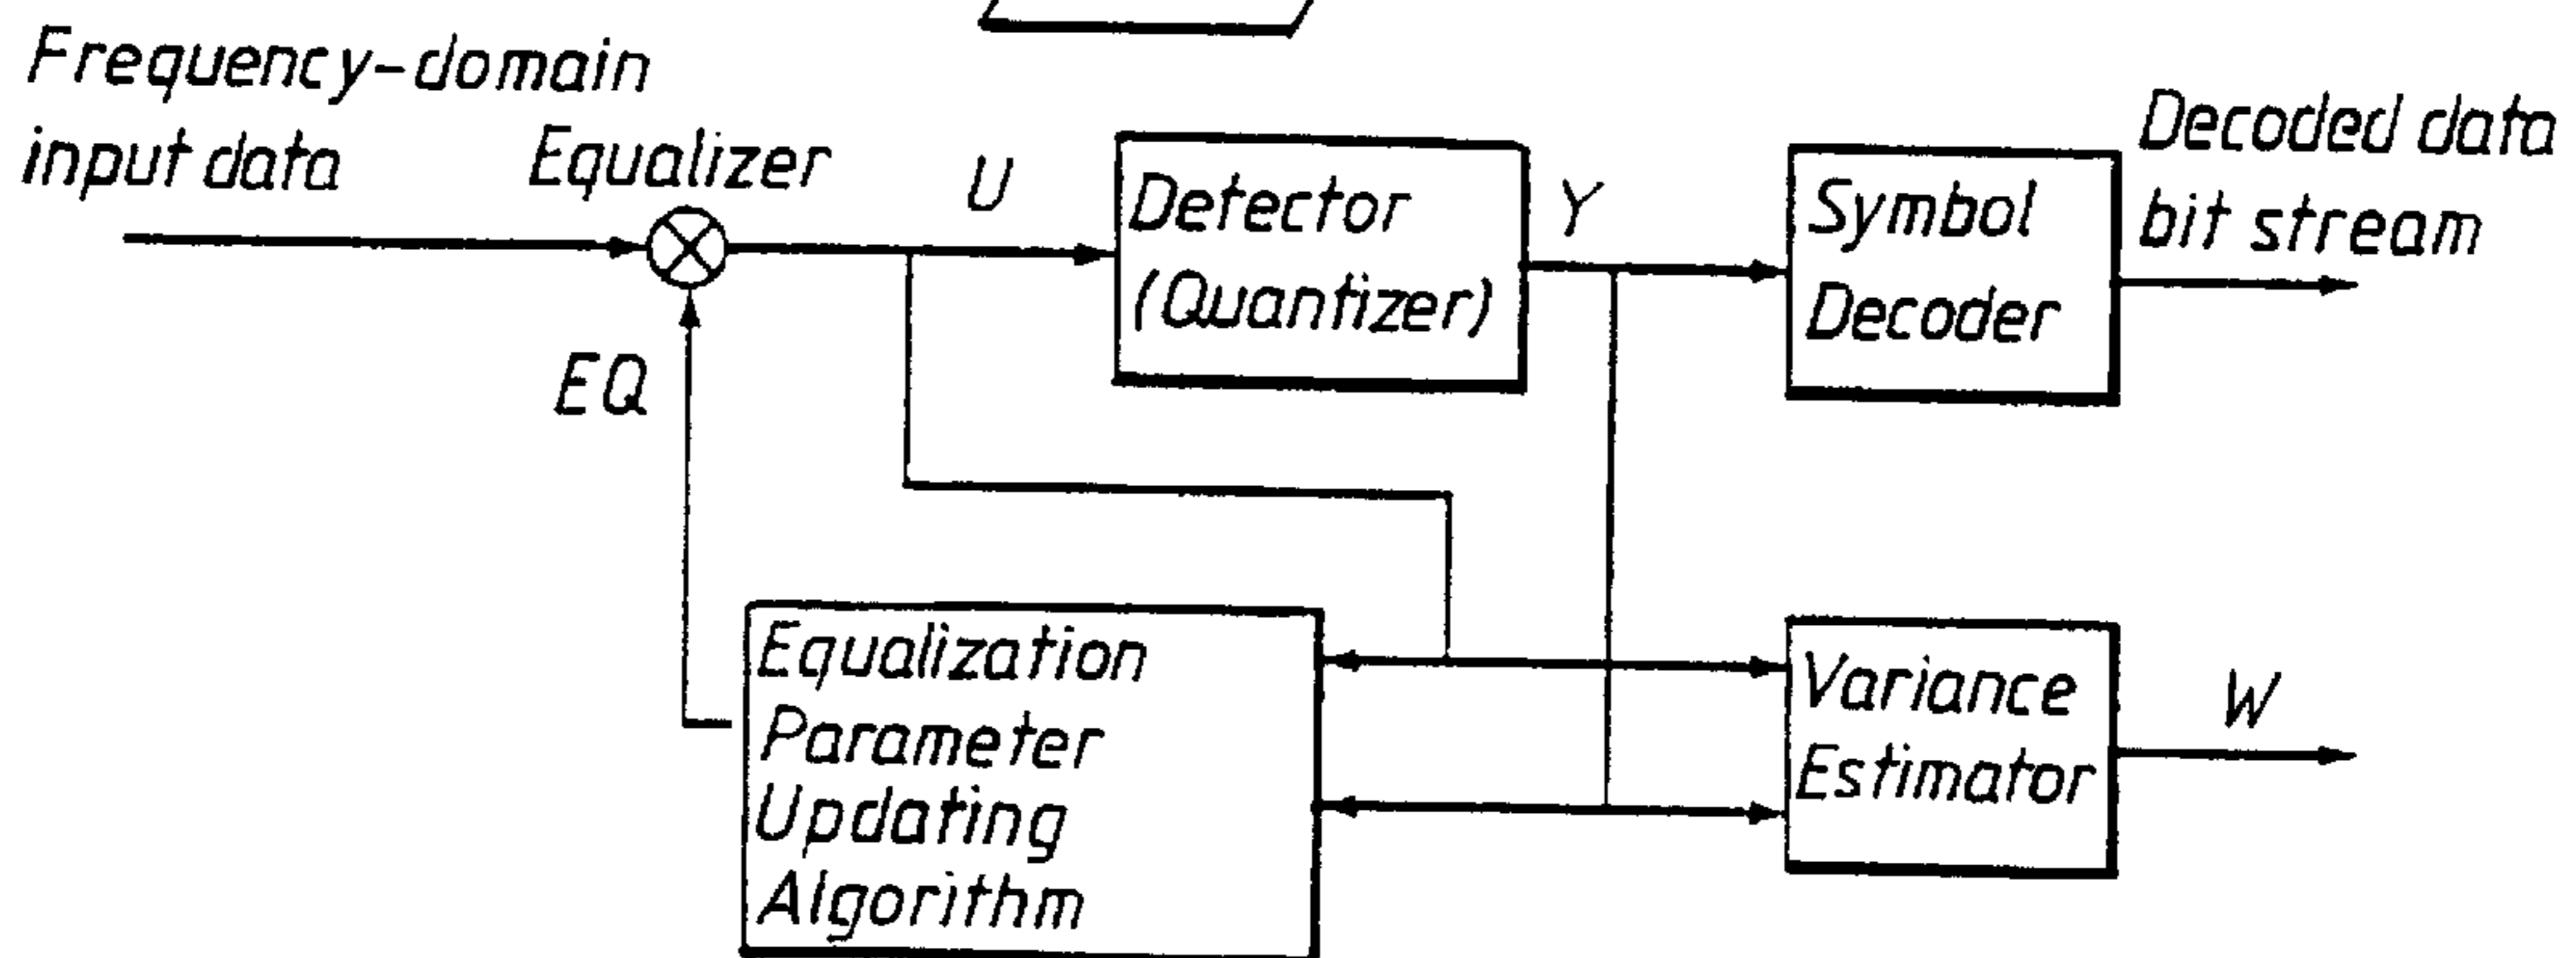 Frequency-domain
input data
Equalizer
U
Detector
(Quantizer)
Y
Symbol
Decoder
Decoded data
bit stream
EQ
Equalization
Parameter
Updating
Algorithm
Variance
Estimator
W